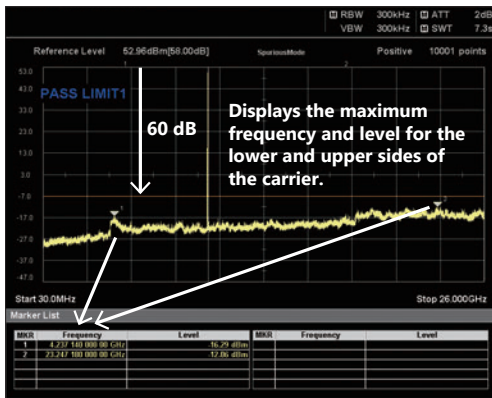 RBW 300kHz ATT 2dB
VBW 300kHz SWT 7.3s
Reference Level 52.96dBm[58.00dB] SpuriousMode Positive 10001 points
1 2
53.0
43.0
33.0
23.0
13.0
3.0
-7.0
-17.0
-27.0
-37.0
-47.0
PASS LIMIT1
60 dB
Displays the maximum
frequency and level for the
lower and upper sides of
the carrier.
1
2
Start 30.0MHz Stop 26.000GHz
Marker List
MKR Frequency Level MKR Frequency Level
1 4.237 140 000 00 GHz -16.29 dBm
2 23.247 180 000 00 GHz -12.06 dBm